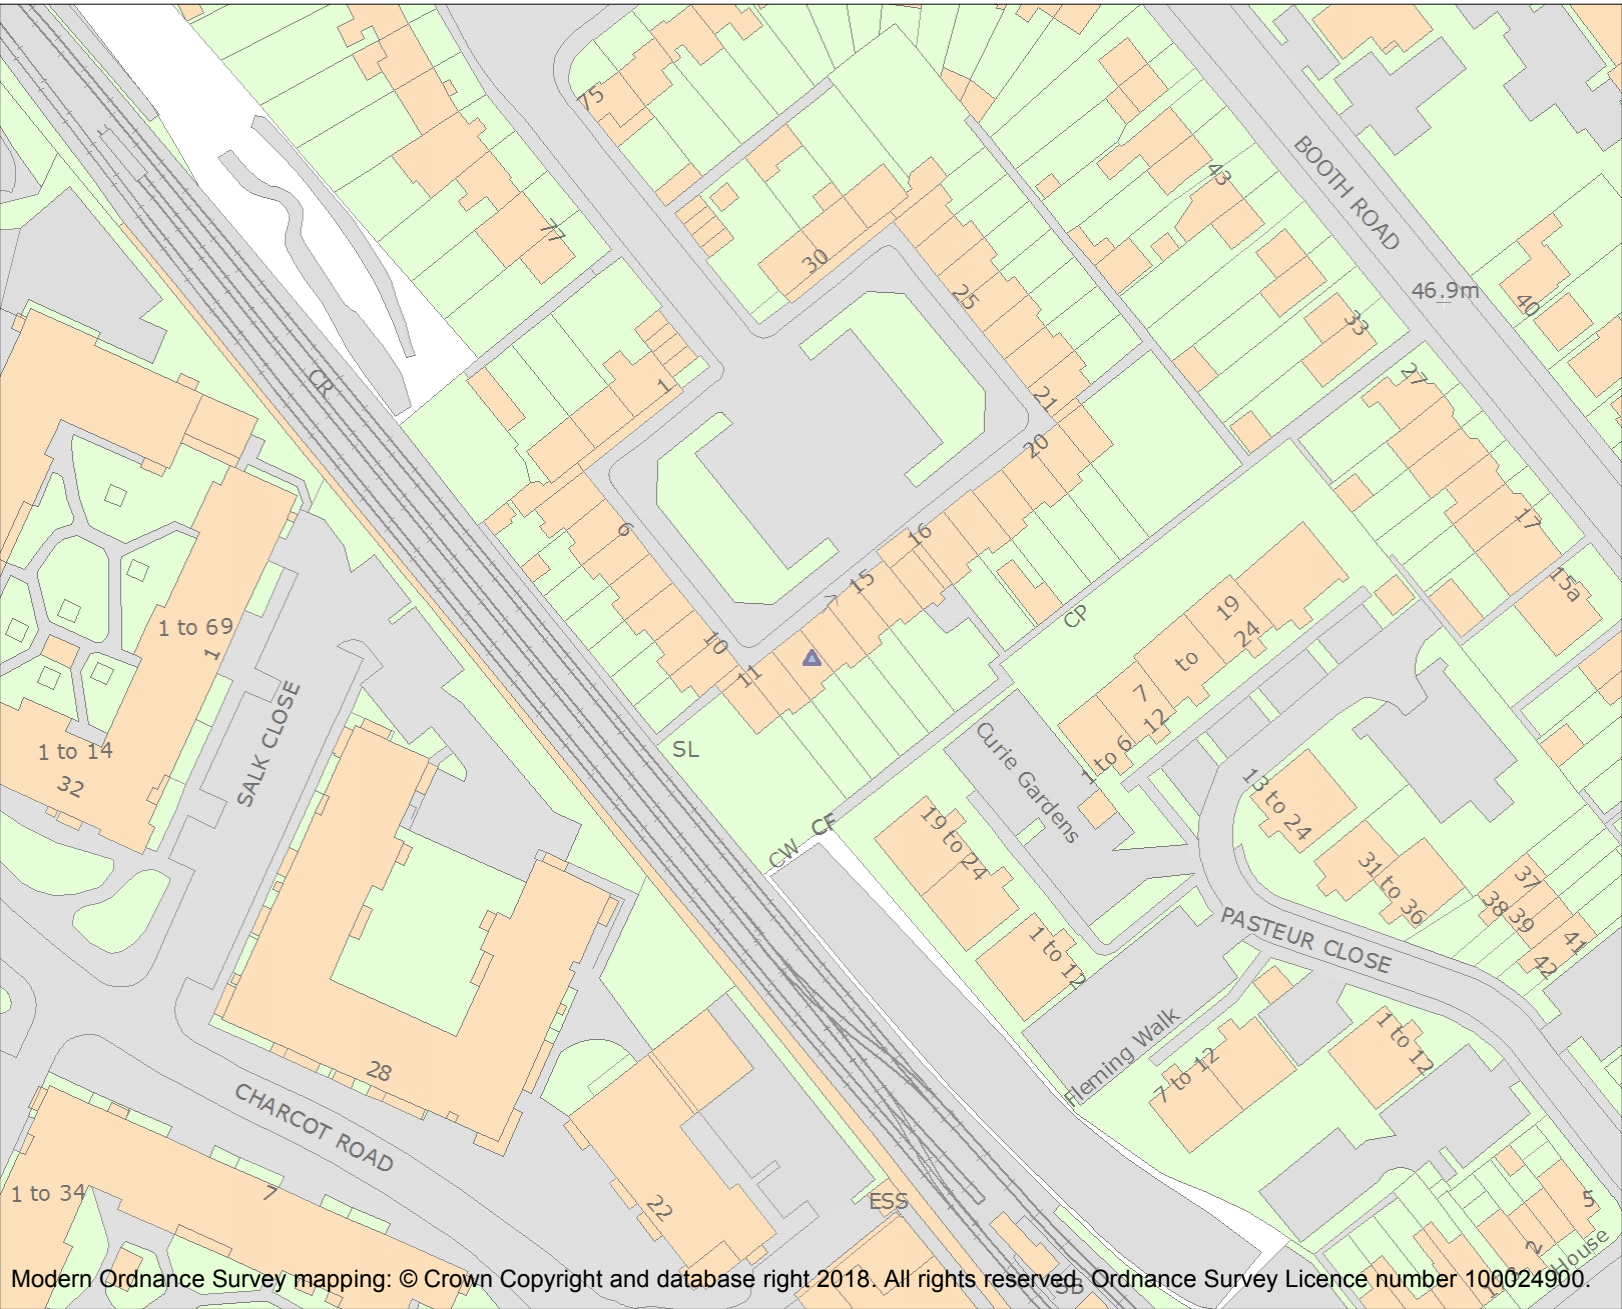 75
77
43
BOOTH ROAD
46.9m
40
33
27
30
25
21
20
1
CR
6
16
15
7
10
11
17
15a
CP
19
24
to
7
12
1 to 6
1 to 69
1
SALK CLOSE
1 to 14
32
SL
Curie Gardens
CW
CF
19 to 24
1 to 12
13 to 24
31 to 36
37
38
39
41
42
PASTEUR CLOSE
Fleming Walk
7 to 12
1 to 12
28
CHARCOT ROAD
1 to 34
7
22
ESS
5
2
House
SB
Modern Ordnance Survey mapping: © Crown Copyright and database right 2018. All rights reserved. Ordnance Survey Licence number 100024900.